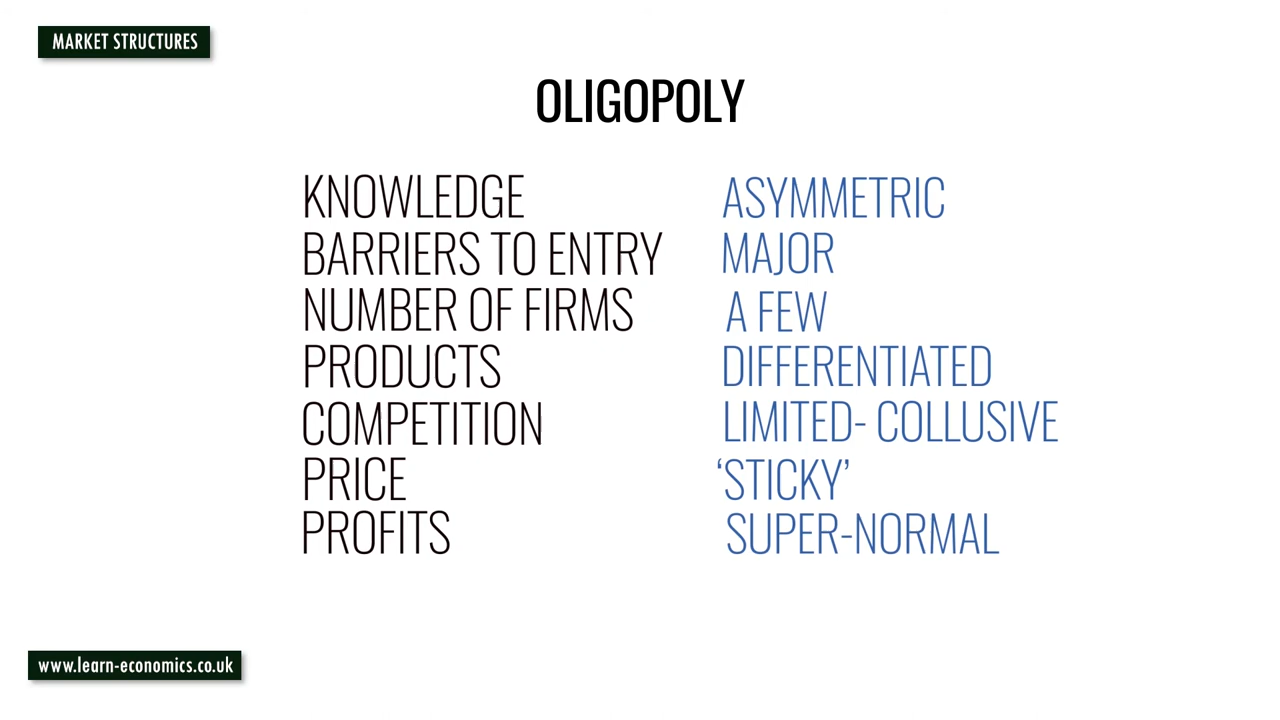 MARKET STRUCTURES
OLIGOPOLY
KNOWLEDGE ASYMMETRIC
BARRIERS TO ENTRY MAJOR
NUMBER OF FIRMS A FEW
PRODUCTS DIFFERENTIATED
COMPETITION LIMITED- COLLUSIVE
PRICE ‘STICKY’
PROFITS SUPER-NORMAL
www.learn-economics.co.uk